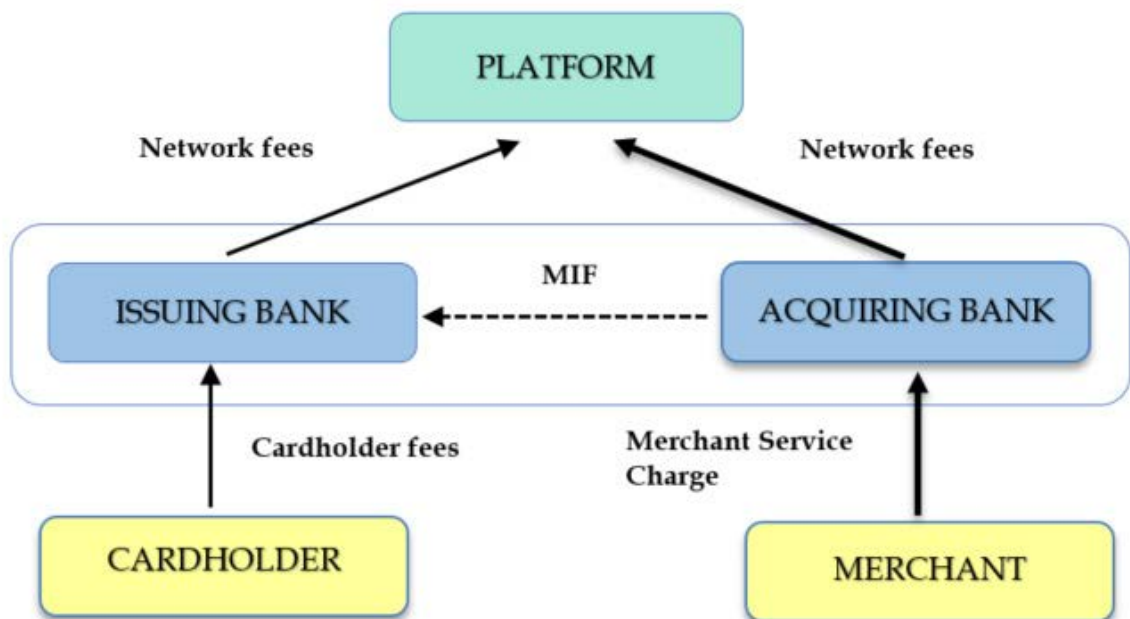 PLATFORM
Network fees
Network fees
MIF
ISSUING BANK
ACQUIRING BANK
Cardholder fees
Merchant Service
Charge
CARDHOLDER
MERCHANT